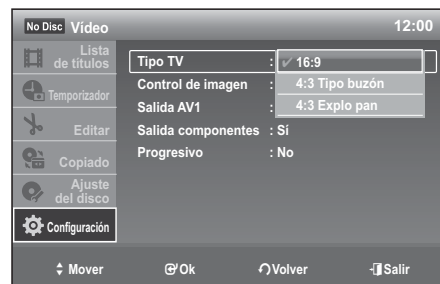 No Disc Vídeo 12:00
Lista
de títulos
Temporizador
Editar
Copiado
Ajuste
del disco
Configuración
Tipo TV : ✔ 16:9
Control de imagen : 4:3 Tipo buzón
Salida AV1 : 4:3 Explo pan
Salida componentes : Sí
Progresivo : No
Mover Ok Volver Salir